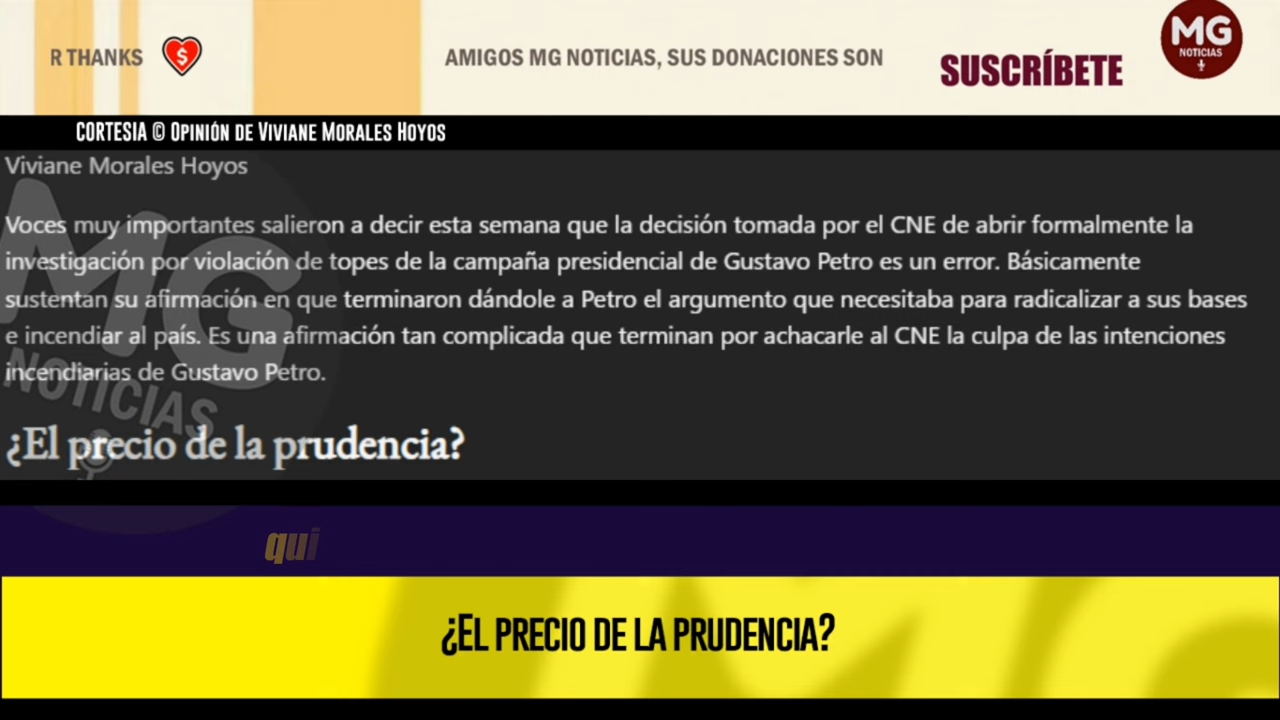 R THANKS
$
AMIGOS MG NOTICIAS, SUS DONACIONES SON
SUSCRÍBETE
MG
NOTICIAS
CORTESIA © OPINIÓN DE VIVIANE MORALES HOYOS
Viviane Morales Hoyos
Voces muy importantes salieron a decir esta semana que la decisión tomada por el CNE de abrir formalmente la
investigación por violación de topes de la campaña presidencial de Gustavo Petro es un error. Básicamente
sustentan su afirmación en que terminaron dándole a Petro el argumento que necesitaba para radicalizar a sus bases
e incendiar al país. Es una afirmación tan complicada que terminan por achacarle al CNE la culpa de las intenciones
incendiarias de Gustavo Petro.
MG
NOTICIAS
¿El precio de la prudencia?
qui
¿EL PRECIO DE LA PRUDENCIA?